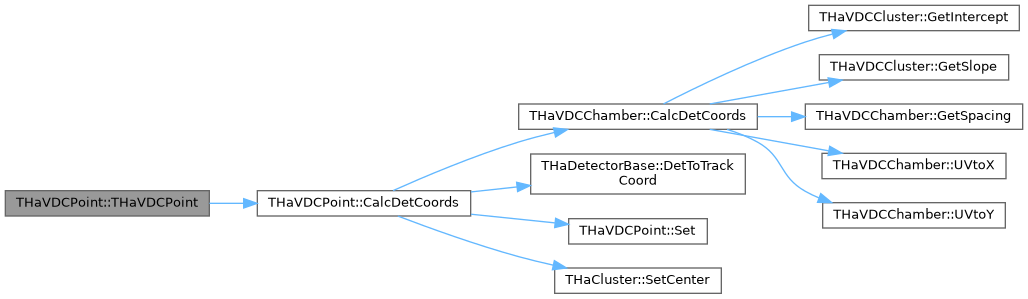 THaVDCPoint::THaVDCPoint
THaVDCPoint::CalcDetCoords
THaVDCChamber::CalcDetCoords
THaVDCCluster::GetIntercept
THaVDCCluster::GetSlope
THaVDCChamber::GetSpacing
THaVDCChamber::UVtoX
THaVDCChamber::UVtoY
THaDetectorBase::DetToTrack
Coord
THaVDCPoint::Set
THaCluster::SetCenter